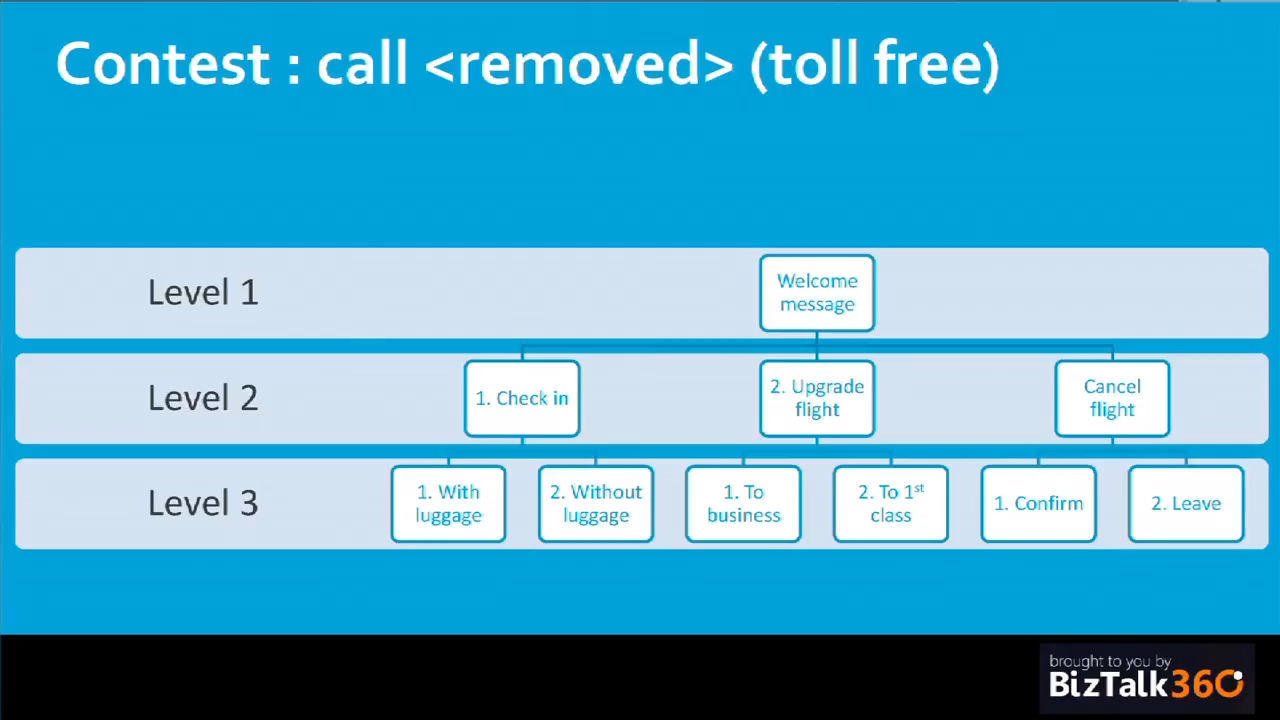 Contest : call <removed> (toll free)
Level 1
Welcome
message
Level 2
1. Check in
2. Upgrade
flight
Cancel
flight
Level 3
1. With
luggage
2. Without
luggage
1. To
business
2. To 1st
class
1. Confirm
2. Leave
brought to you by
BizTalk360